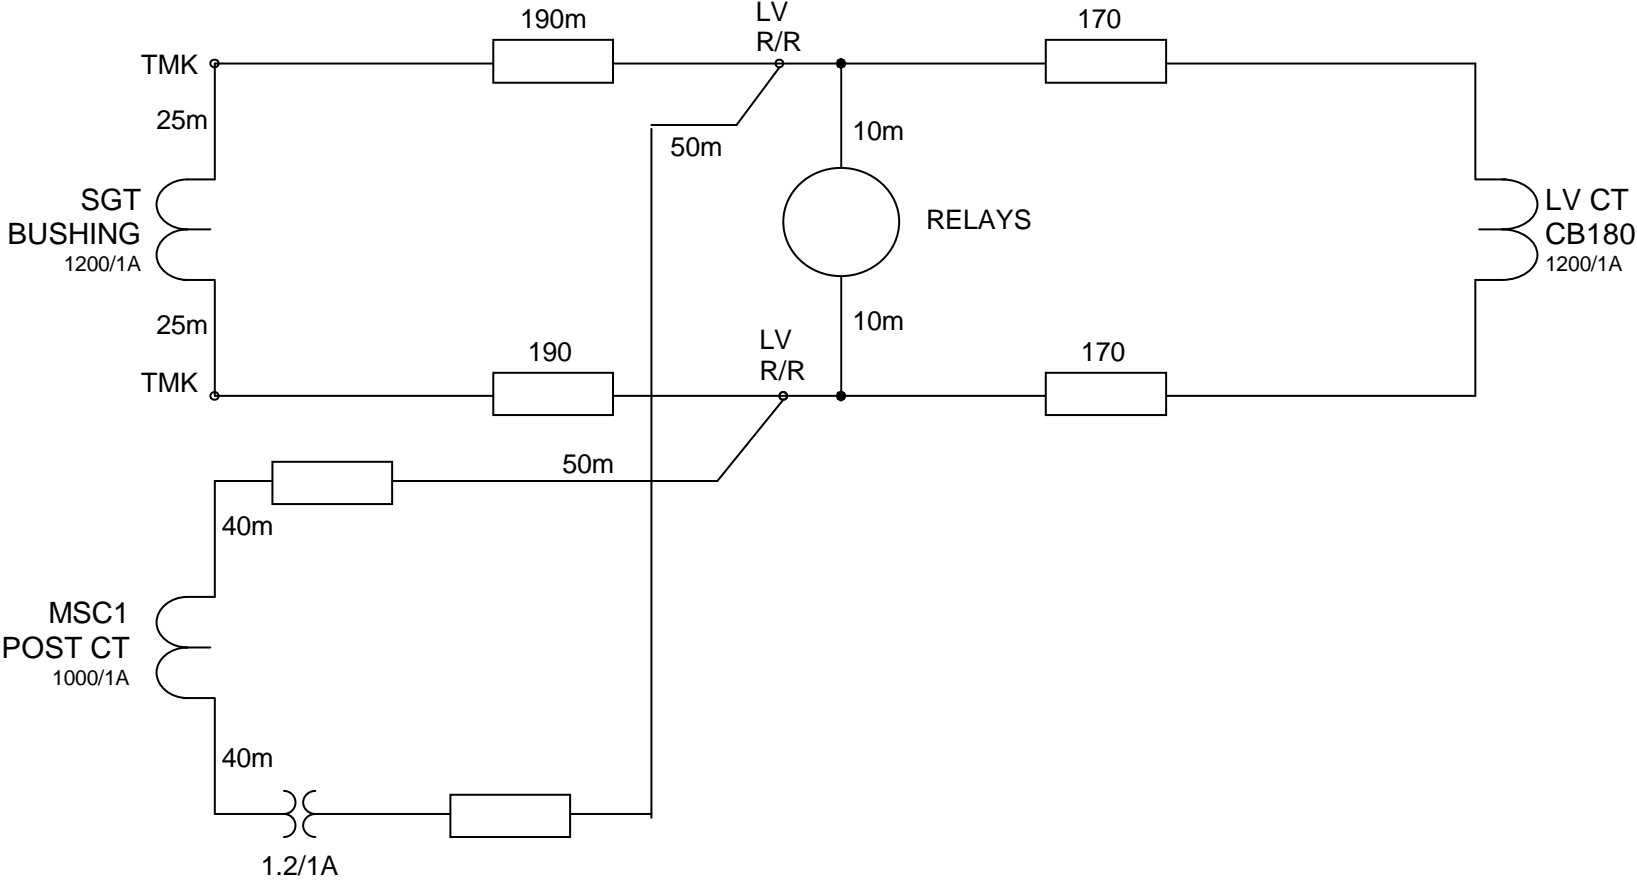 190m
LV
R/R
170
TMK
25m
50m
10m
SGT
BUSHING
1200/1A
RELAYS
LV CT
CB180
1200/1A
25m
10m
TMK
190
LV
R/R
170
50m
40m
MSC1
POST CT
1000/1A
40m
1.2/1A